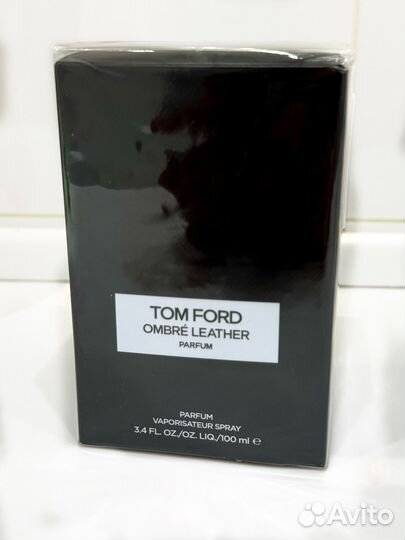 TOM FORD
OMBRÉ LEATHER
PARFUM
PARFUM
VAPORISATEUR SPRAY
3.4 FL. OZ./OZ. LIQ./100 ml ℮
Avito